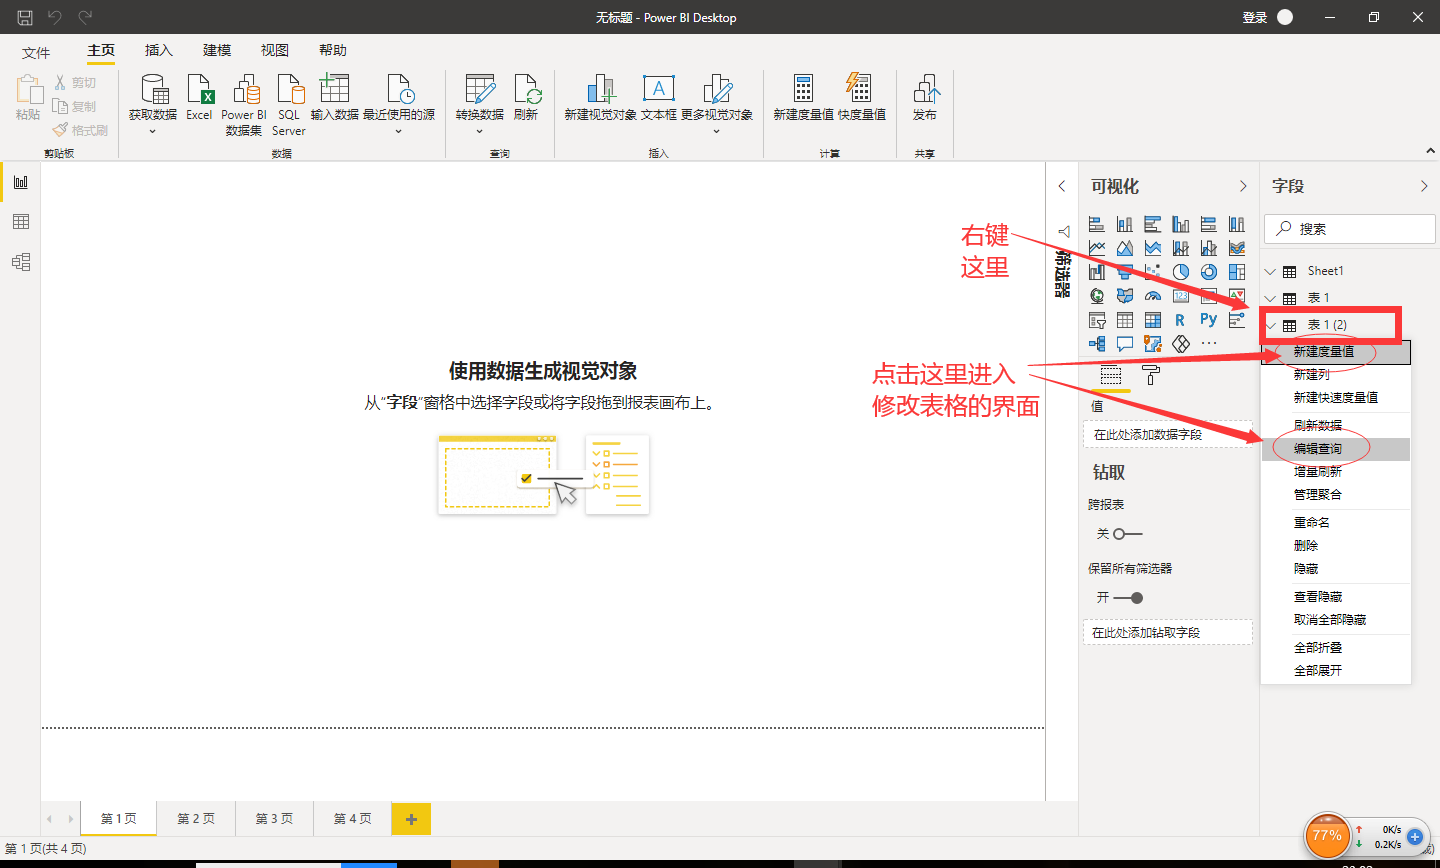 无标题 - Power BI Desktop
登录
文件
主页
插入
建模
视图
帮助
粘贴
剪切
复制
格式刷
剪贴板
获取数据
Excel
Power BI
数据集
SQL
Server
输入数据
最近使用的源
数据
转换数据
刷新
查询
新建视觉对象
文本框
更多视觉对象
插入
新建度量值
快度量值
计算
发布
共享
使用数据生成视觉对象
从"字段"窗格中选择字段或将字段拖到报表画布上。
筛选器
右键
这里
点击这里进入
修改表格的界面
可视化
123
R
Py
值
在此处添加数据字段
钻取
跨报表
关
保留所有筛选器
开
在此处添加钻取字段
字段
搜索
Sheet1
表 1
表 1 (2)
新建度量值
新建列
新建快速度量值
刷新数据
编辑查询
增量刷新
管理聚合
重命名
删除
隐藏
查看隐藏
取消全部隐藏
全部折叠
全部展开
第 1 页
第 2 页
第 3 页
第 4 页
第 1 页(共 4 页)
77%
0K/s
0.2K/s